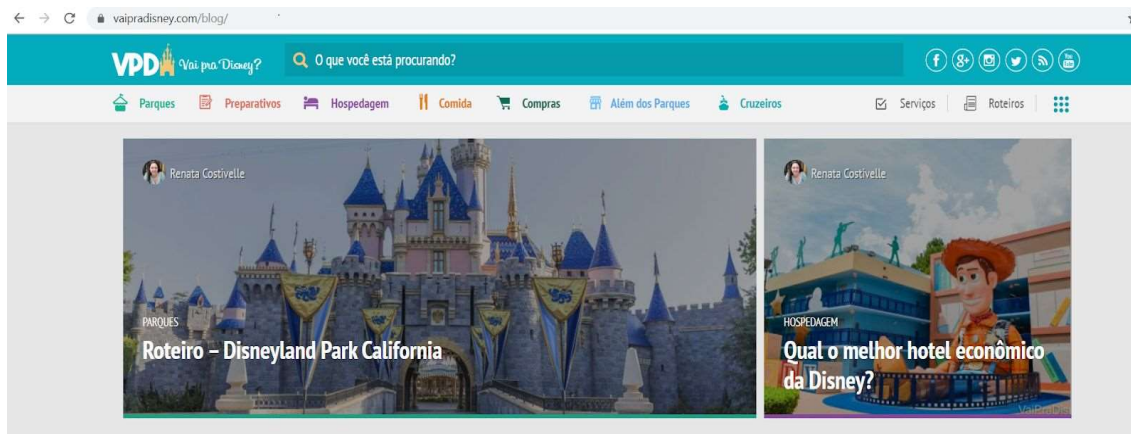 vaipradisney.com/blog/
VPD Vai pra Disney?
O que você está procurando?
Parques Preparativos Hospedagem Comida Compras Além dos Parques Cruzeiros Serviços Roteiros
Renata Costivelle
PARQUES
Roteiro – Disneyland Park California
Renata Costivelle
HOSPEDAGEM
Qual o melhor hotel econômico
da Disney?